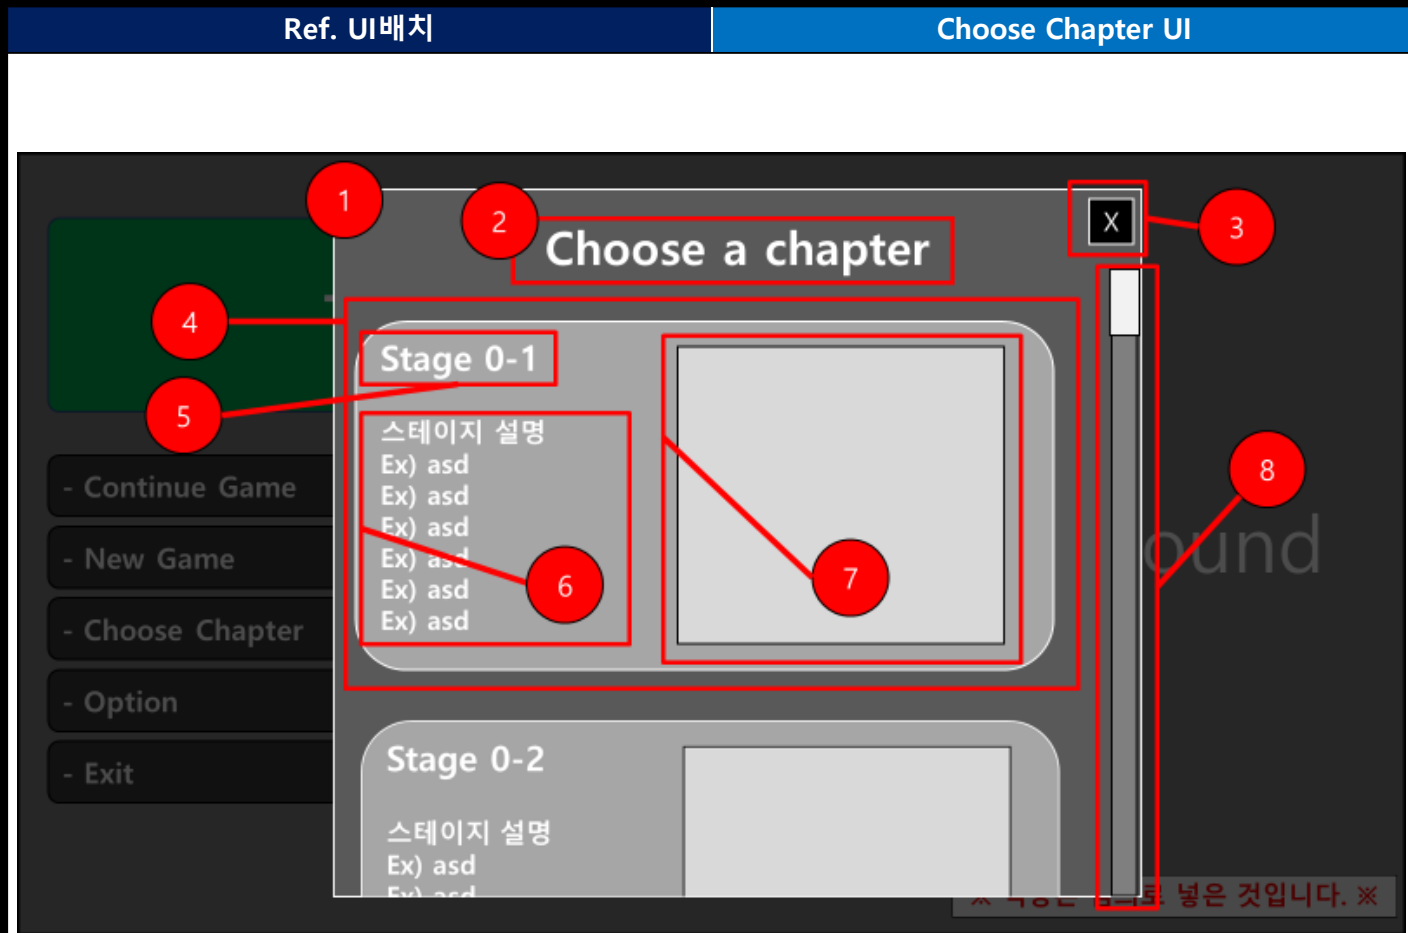 Ref. UI배치
Choose Chapter UI
1
2
Choose a chapter
X
3
4
Stage 0-1
5
스테이지 설명
Ex) asd
Ex) asd
Ex) asd
Ex) asd
Ex) asd
Ex) asd
6
7
8
- Continue Game
- New Game
- Choose Chapter
- Option
- Exit
ound
Stage 0-2
스테이지 설명
Ex) asd
Ex) asd
넣은 것입니다. ※